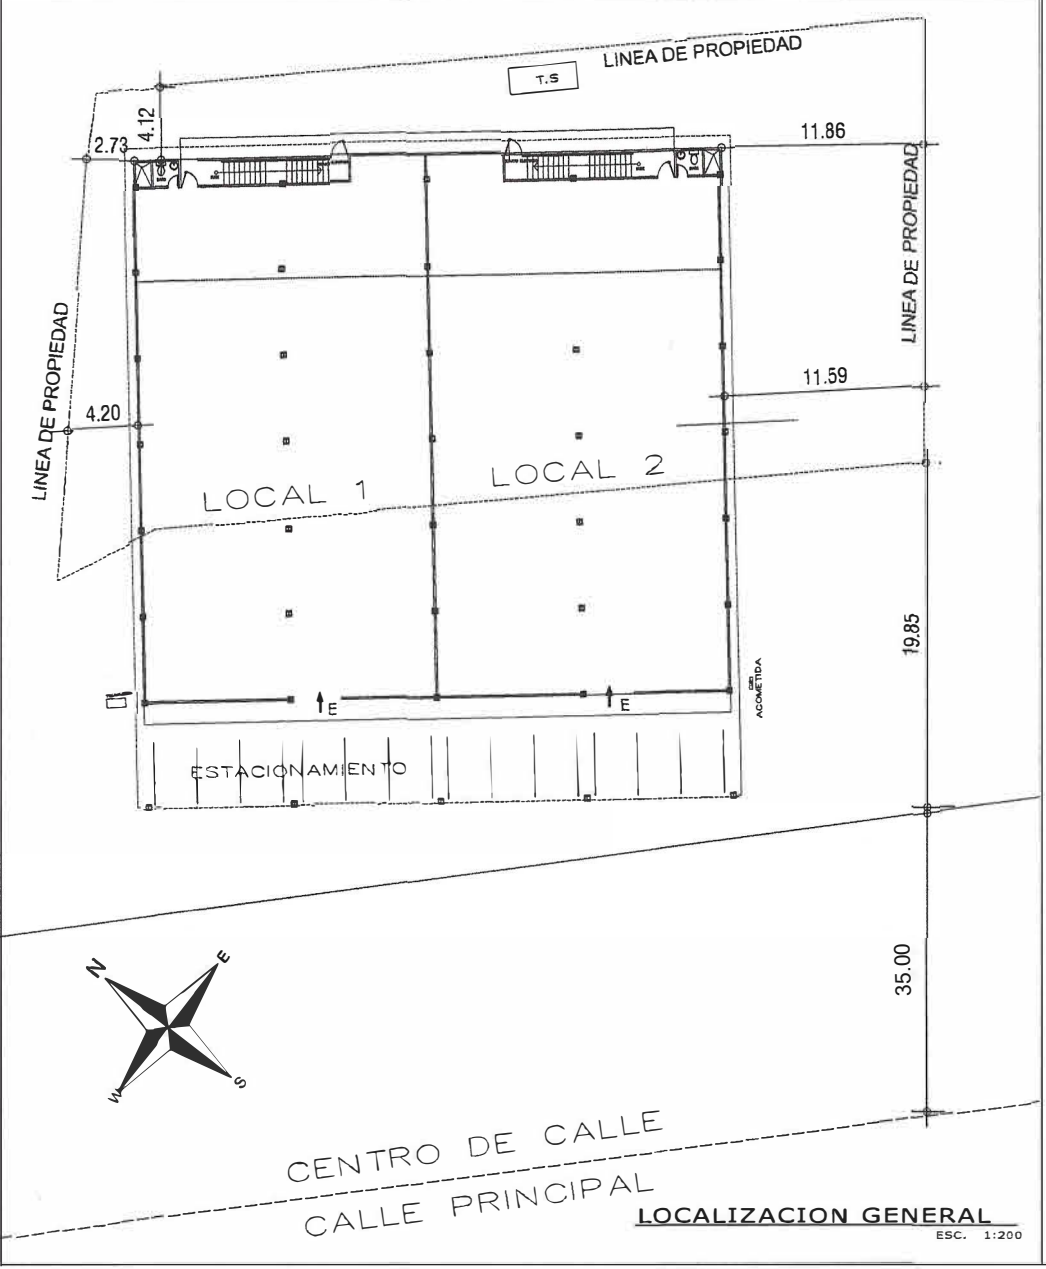 LINEA DE PROPIEDAD
T.S
4.12
2.73
11.86
LINEA DE PROPIEDAD
LINEA DE PROPIEDAD
11.59
4.20
LOCAL 1
LOCAL 2
19.85
ACOMETIDA
E
E
ESTACIONAMIENTO
35.00
N
E
W
S
CENTRO DE CALLE
CALLE PRINCIPAL
LOCALIZACION GENERAL
ESC. 1:200